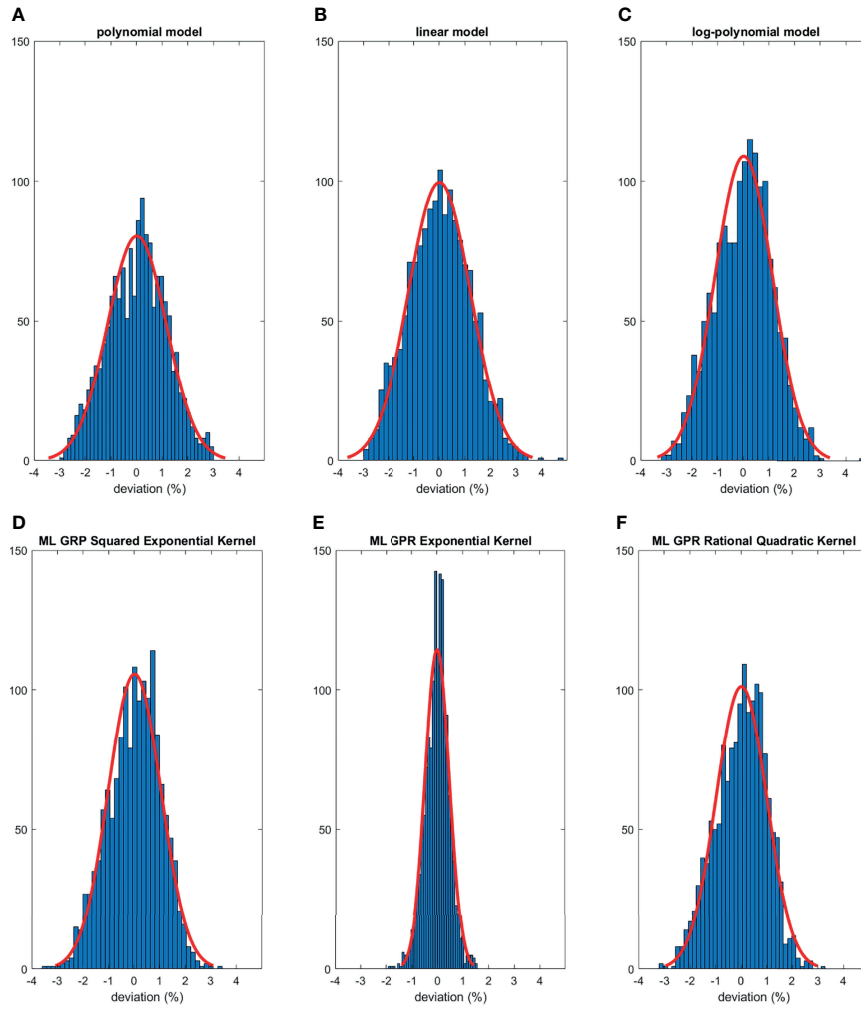 A
polynomial model
150
100
50
0
-4 -3 -2 -1 0 1 2 3 4
deviation (%)
B
linear model
150
100
50
0
-4 -3 -2 -1 0 1 2 3 4
deviation (%)
C
log-polynomial model
150
100
50
0
-4 -3 -2 -1 0 1 2 3 4
deviation (%)
D
ML GRP Squared Exponential Kernel
150
100
50
0
-4 -3 -2 -1 0 1 2 3 4
deviation (%)
E
ML GPR Exponential Kernel
150
100
50
0
-4 -3 -2 -1 0 1 2 3 4
deviation (%)
F
ML GPR Rational Quadratic Kernel
150
100
50
0
-4 -3 -2 -1 0 1 2 3 4
deviation (%)